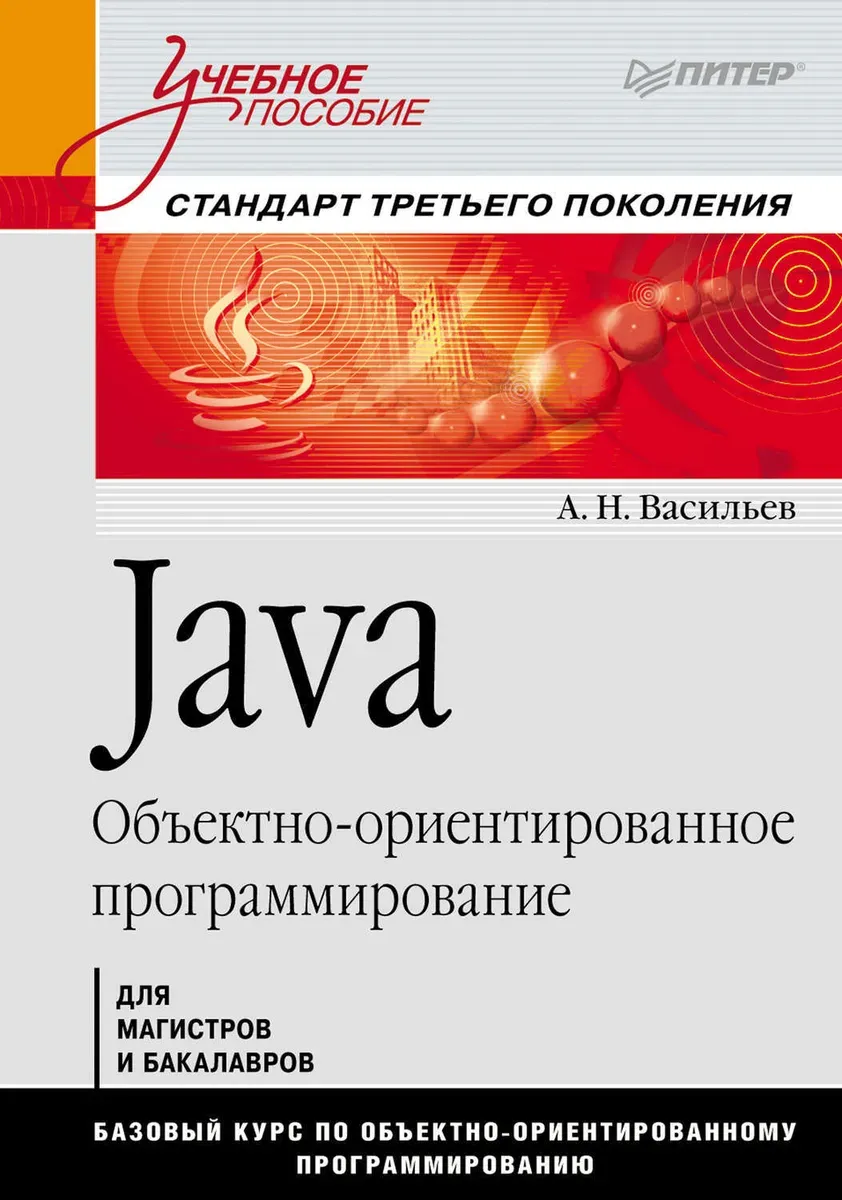 УЧЕБНОЕ
ПОСОБИЕ
ПИТЕР®
СТАНДАРТ ТРЕТЬЕГО ПОКОЛЕНИЯ
А. Н. Васильев
Java
Объектно-ориентированное
программирование
ДЛЯ
МАГИСТРОВ
И БАКАЛАВРОВ
БАЗОВЫЙ КУРС ПО ОБЪЕКТНО-ОРИЕНТИРОВАННОМУ
ПРОГРАММИРОВАНИЮ